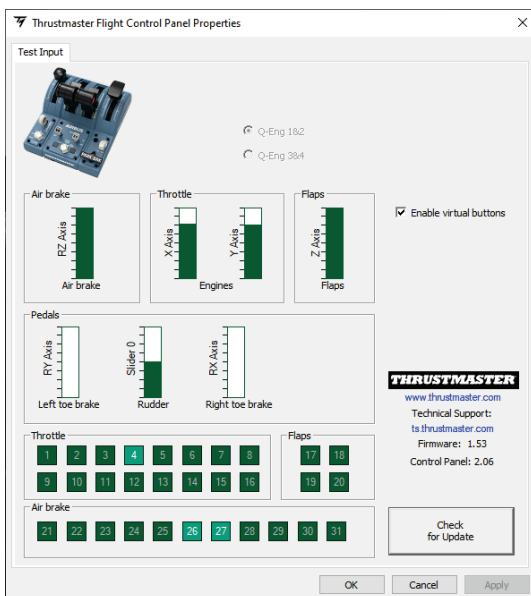 Thrustmaster Flight Control Panel Properties
Test Input
Q-Eng 1&2
Q-Eng 3&4
Air brake
Throttle
Flaps
Enable virtual buttons
RZ Axis
X Axis
Y Axis
Z Axis
Air brake
Engines
Flaps
Pedals
RY Axis
Slider 0
RX Axis
Left toe brake
Rudder
Right toe brake
THRUSTMASTER
www.thrustmaster.com
Technical Support:
ts.thrustmaster.com
Firmware: 1.53
Control Panel: 2.06
Throttle
Flaps
1 2 3 4 5 6 7 8 17 18
9 10 11 12 13 14 15 16 19 20
Air brake
21 22 23 24 25 26 27 28 29 30 31
Check
for Update
OK Cancel Apply